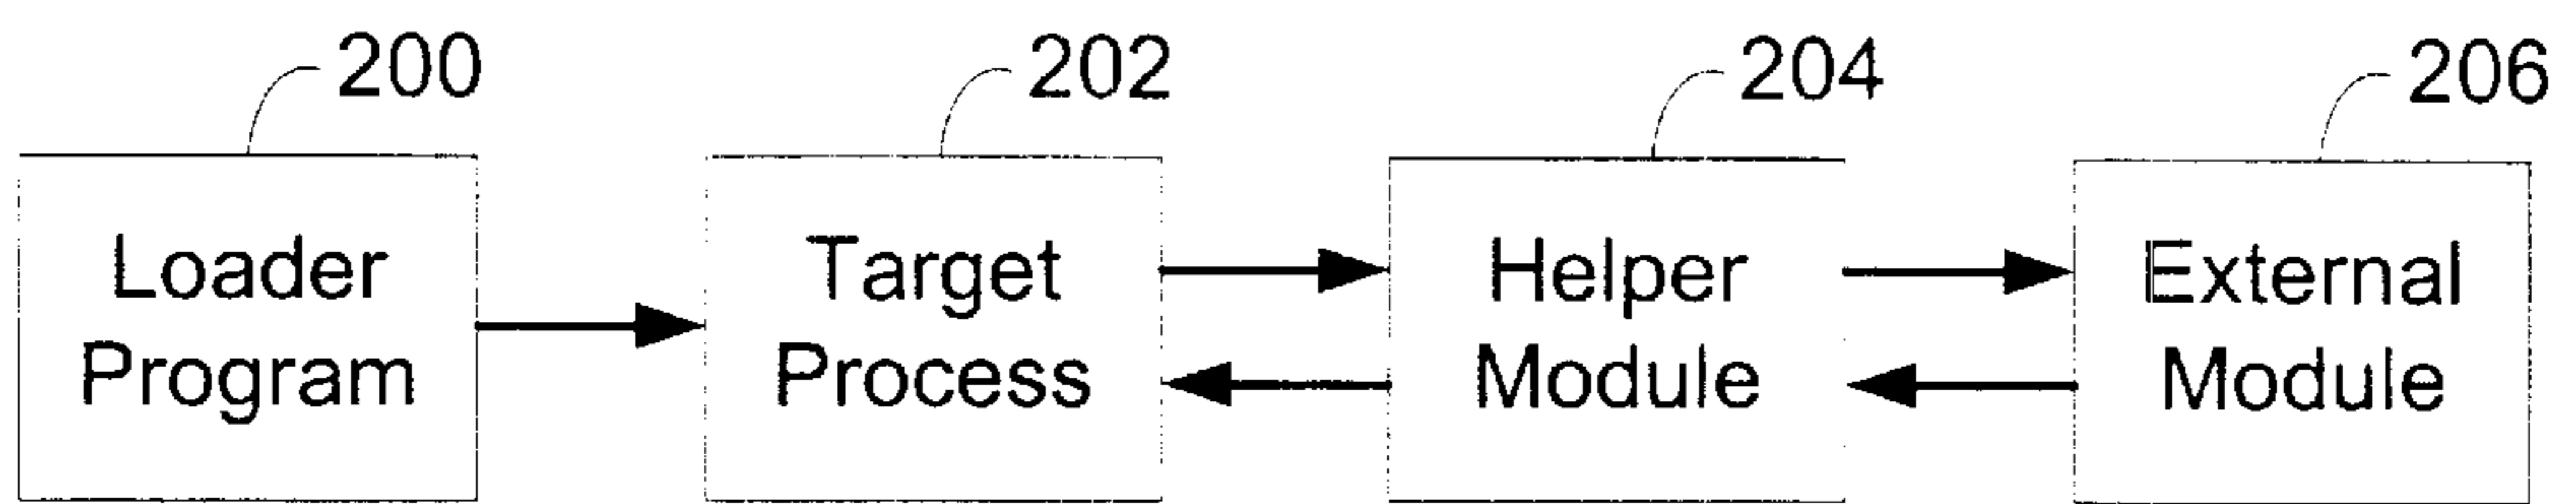 200
202
204
206
Loader
Program
Target
Process
Helper
Module
External
Module